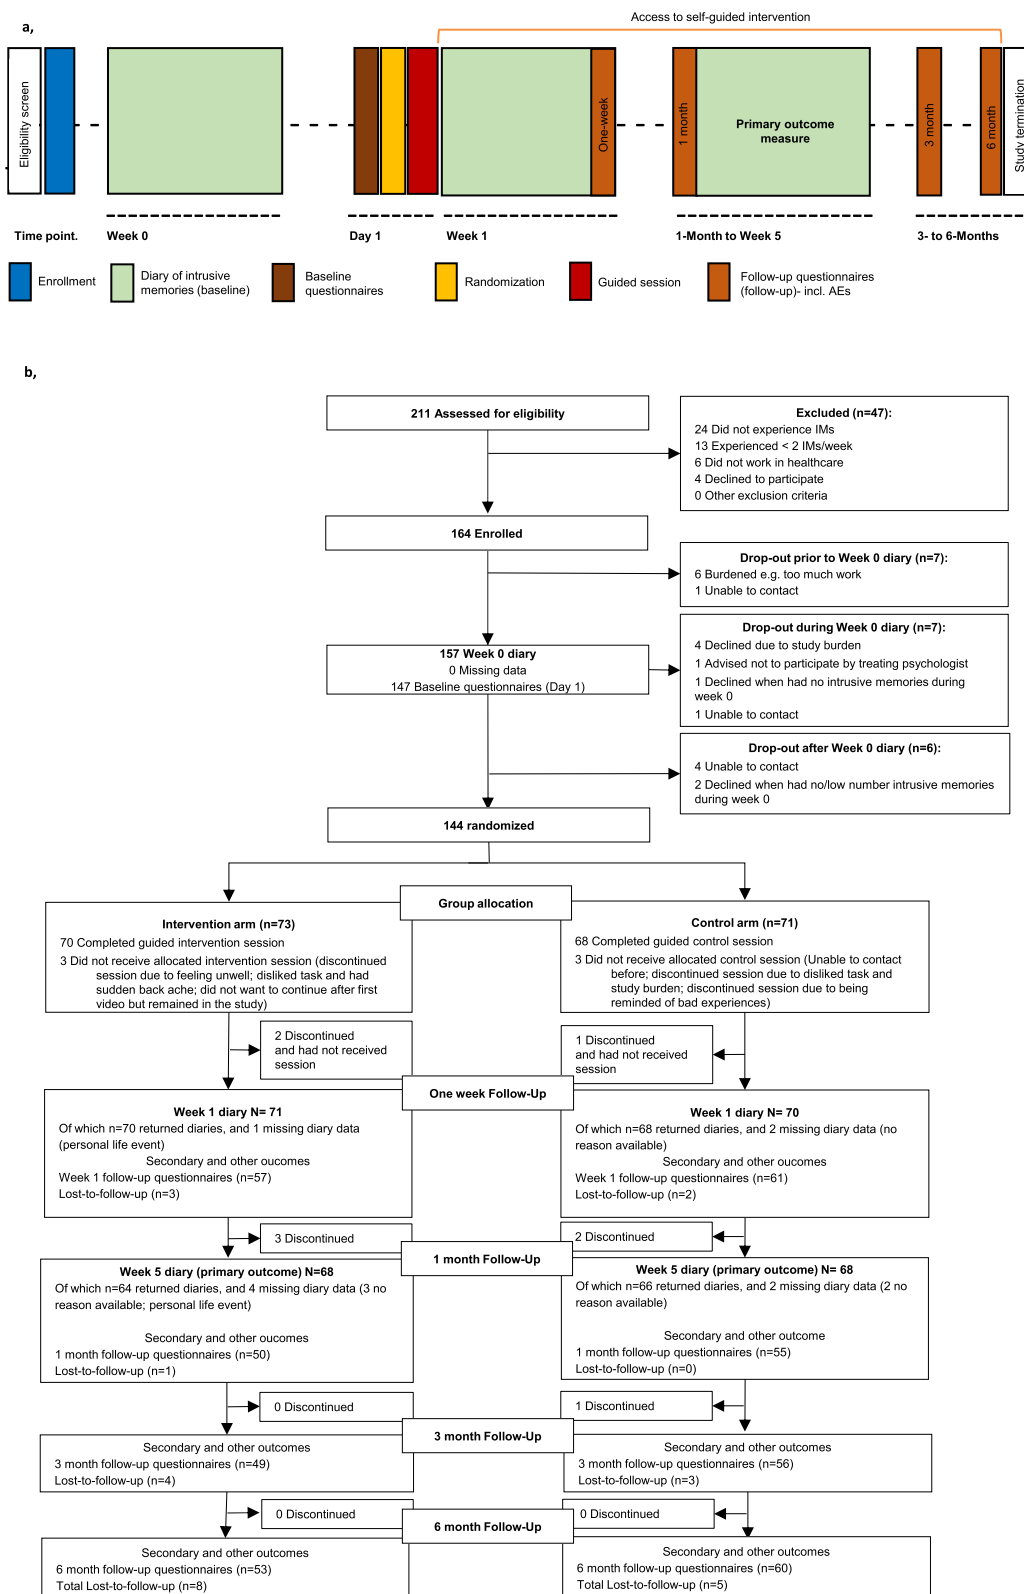 a,
Access to self-guided intervention
Eligibility screen
One-week
1 month
Primary outcome
measure
3 month
6 month
Study termination
Time point.
Week 0
Day 1
Week 1
1-Month to Week 5
3- to 6-Months
Enrollment
Diary of intrusive
memories (baseline)
Baseline
questionnaires
Randomization
Guided session
Follow-up questionnaires
(follow-up)- incl. AEs
b,
211 Assessed for eligibility
Excluded (n=47):
24 Did not experience IMs
13 Experienced < 2 IMs/week
6 Did not work in healthcare
4 Declined to participate
0 Other exclusion criteria
164 Enrolled
Drop-out prior to Week 0 diary (n=7):
6 Burdened e.g. too much work
1 Unable to contact
157 Week 0 diary
0 Missing data
147 Baseline questionnaires (Day 1)
Drop-out during Week 0 diary (n=7):
4 Declined due to study burden
1 Advised not to participate by treating psychologist
1 Declined when had no intrusive memories during
week 0
1 Unable to contact
Drop-out after Week 0 diary (n=6):
4 Unable to contact
2 Declined when had no/low number intrusive memories
during week 0
144 randomized
Group allocation
Intervention arm (n=73)
70 Completed guided intervention session
3 Did not receive allocated intervention session (discontinued
session due to feeling unwell; disliked task and had
sudden back ache; did not want to continue after first
video but remained in the study)
Control arm (n=71)
68 Completed guided control session
3 Did not receive allocated control session (Unable to contact
before; discontinued session due to disliked task and
study burden; discontinued session due to being
reminded of bad experiences)
2 Discontinued
and had not received
session
1 Discontinued
and had not received
session
One week Follow-Up
Week 1 diary N= 71
Of which n=70 returned diaries, and 1 missing diary data
(personal life event)
Secondary and other oucomes
Week 1 follow-up questionnaires (n=57)
Lost-to-follow-up (n=3)
Week 1 diary N= 70
Of which n=68 returned diaries, and 2 missing diary data (no
reason available)
Secondary and other oucomes
Week 1 follow-up questionnaires (n=61)
Lost-to-follow-up (n=2)
3 Discontinued
2 Discontinued
1 month Follow-Up
Week 5 diary (primary outcome) N=68
Of which n=64 returned diaries, and 4 missing diary data (3 no
reason available; personal life event)
Secondary and other oucomes
1 month follow-up questionnaires (n=50)
Lost-to-follow-up (n=1)
Week 5 diary (primary outcome) N= 68
Of which n=66 returned diaries, and 2 missing diary data (2 no
reason available)
Secondary and other outcome
1 month follow-up questionnaires (n=55)
Lost-to-follow-up (n=0)
0 Discontinued
1 Discontinued
3 month Follow-Up
Secondary and other outcomes
3 month follow-up questionnaires (n=49)
Lost-to-follow-up (n=4)
Secondary and other outcomes
3 month follow-up questionnaires (n=56)
Lost-to-follow-up (n=3)
0 Discontinued
0 Discontinued
6 month Follow-Up
Secondary and other outcomes
6 month follow-up questionnaires (n=53)
Total Lost-to-follow-up (n=8)
Secondary and other outcomes
6 month follow-up questionnaires (n=60)
Total Lost-to-follow-up (n=5)